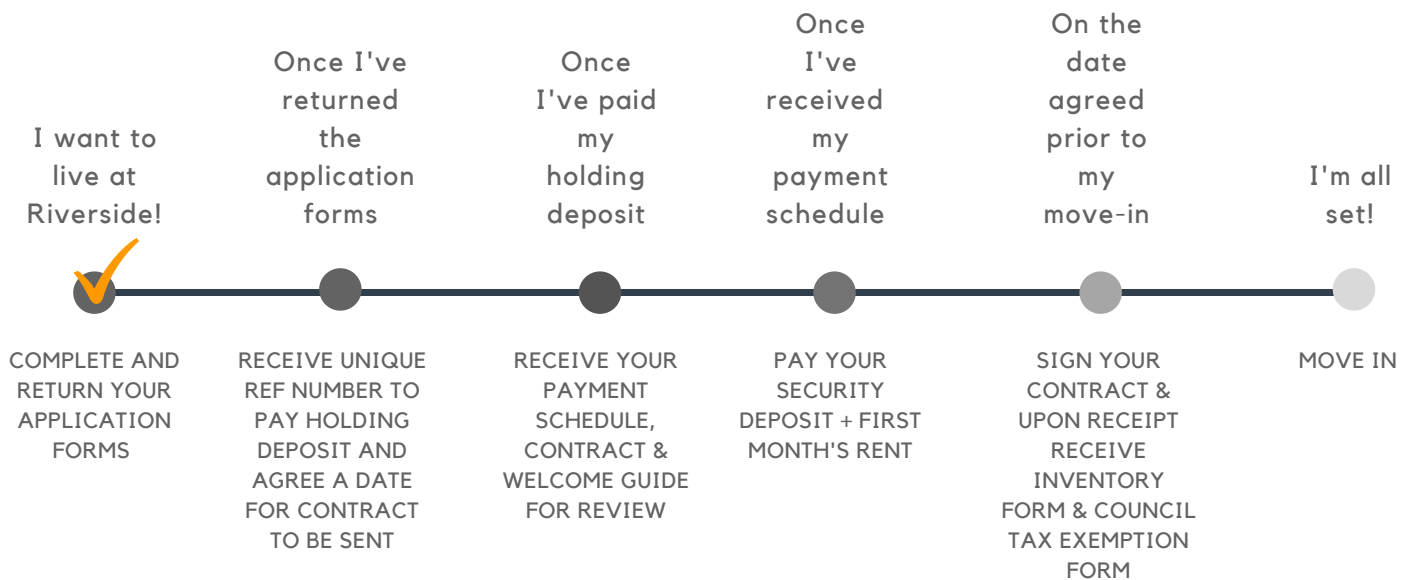 I want to
live at
Riverside!
Once I've
returned
the
application
forms
Once
I've paid
my
holding
deposit
Once
I've
received
my
payment
schedule
On the
date
agreed
prior to
my
move-in
I'm all
set!
COMPLETE AND
RETURN YOUR
APPLICATION
FORMS
RECEIVE UNIQUE
REF NUMBER TO
PAY HOLDING
DEPOSIT AND
AGREE A DATE
FOR CONTRACT
TO BE SENT
RECEIVE YOUR
PAYMENT
SCHEDULE,
CONTRACT &
WELCOME GUIDE
FOR REVIEW
PAY YOUR
SECURITY
DEPOSIT + FIRST
MONTH'S RENT
SIGN YOUR
CONTRACT &
UPON RECEIPT
RECEIVE
INVENTORY
FORM & COUNCIL
TAX EXEMPTION
FORM
MOVE IN